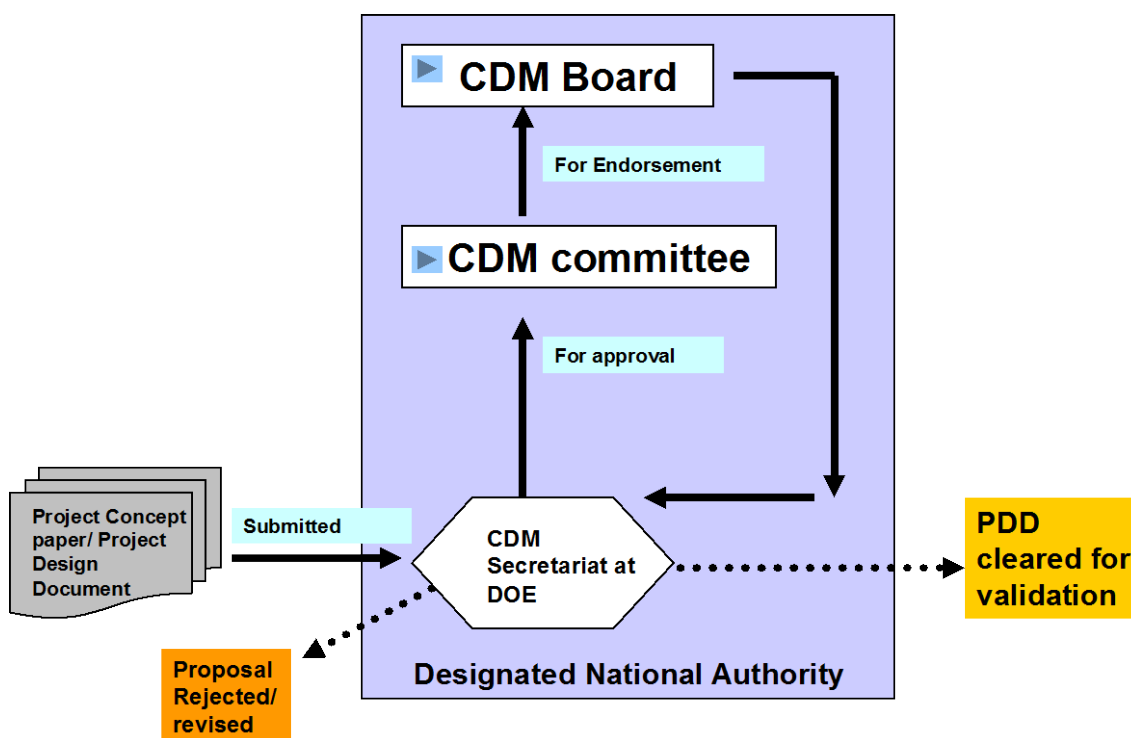 CDM Board
For Endorsement
CDM committee
For approval
Project Concept
paper/ Project
Design
Document
Submitted
CDM
Secretariat at
DOE
PDD
cleared for
validation
Proposal
Rejected/
revised
Designated National Authority